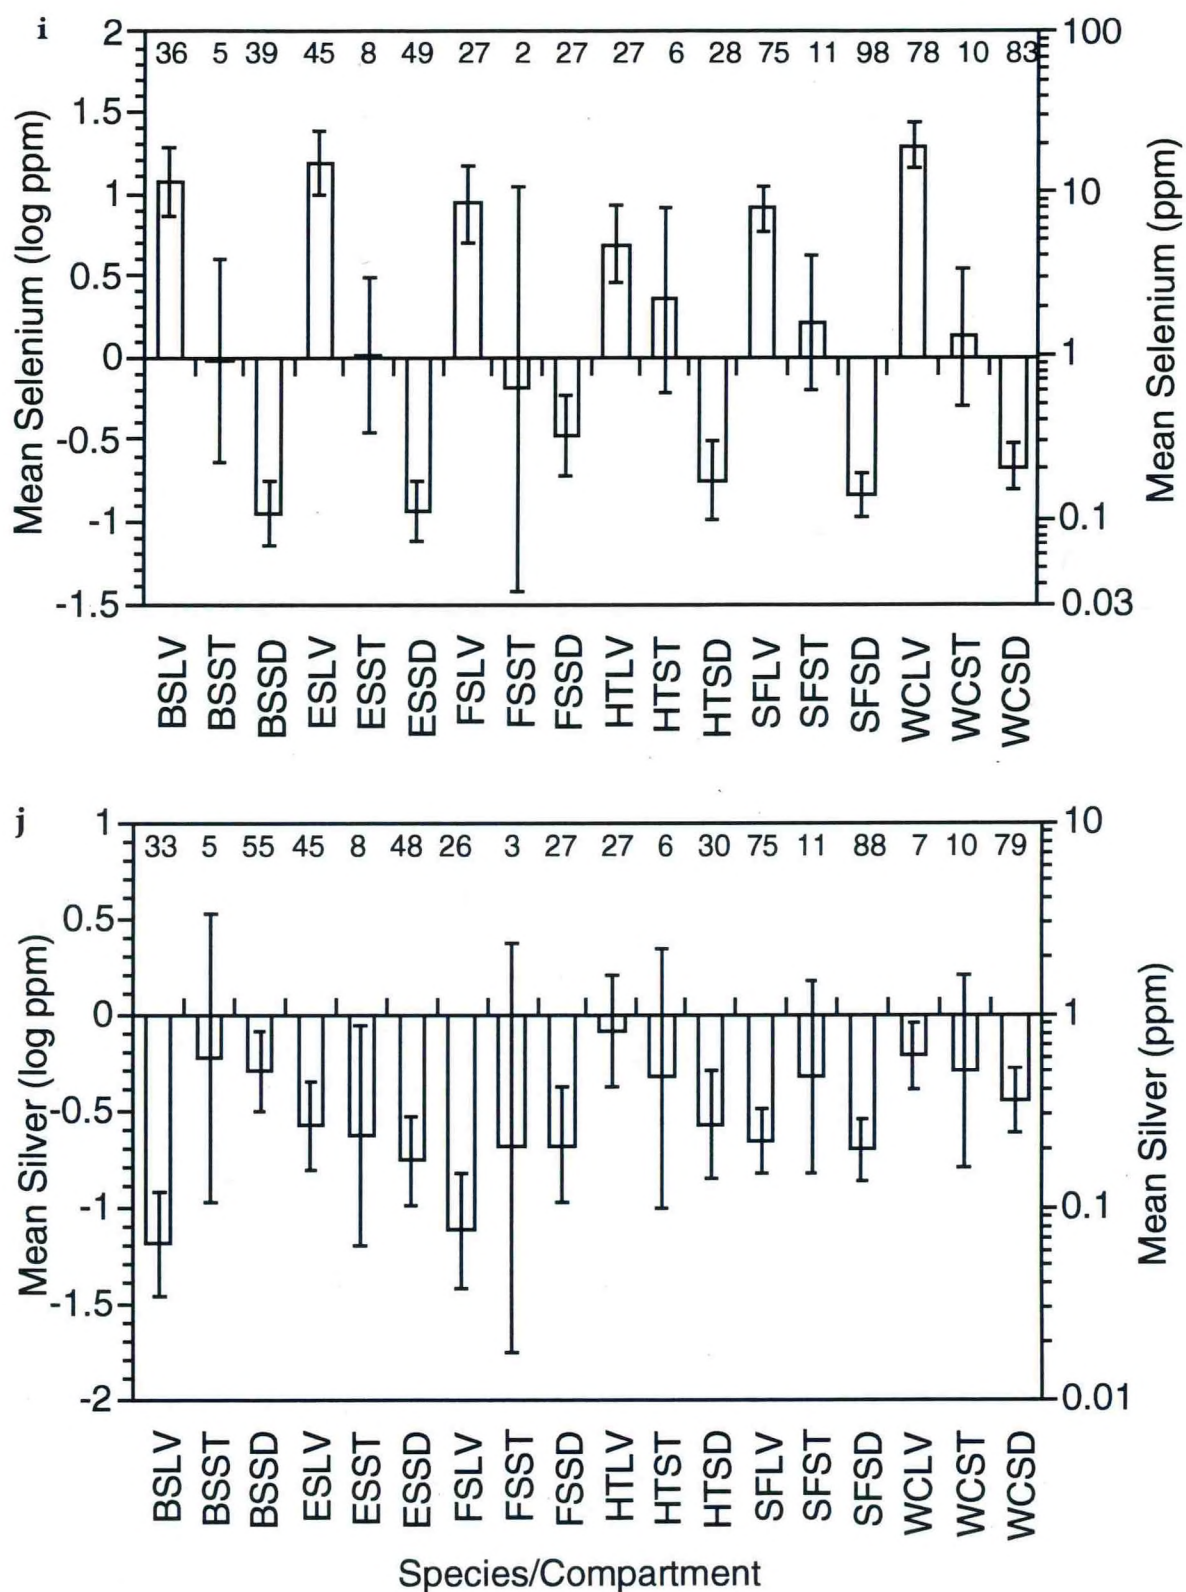 i
2
1.5
1
0.5
0
-0.5
-1
-1.5
Mean Selenium (log ppm)
36 5 39 45 8 49 27 2 27 27 6 28 75 11 98 78 10 83
100
10
1
0.1
0.03
Mean Selenium (ppm)
BSLV
BSST
BSSD
ESLV
ESST
ESSD
FSLV
FSST
FSSD
HTLV
HTST
HTSD
SFLV
SFST
SFSD
WCLV
WCST
WCSD
j
1
0.5
0
-0.5
-1
-1.5
-2
Mean Silver (log ppm)
33 5 55 45 8 48 26 3 27 27 6 30 75 11 88 7 10 79
10
1
0.1
0.01
Mean Silver (ppm)
BSLV
BSST
BSSD
ESLV
ESST
ESSD
FSLV
FSST
FSSD
HTLV
HTST
HTSD
SFLV
SFST
SFSD
WCLV
WCST
WCSD
Species/Compartment